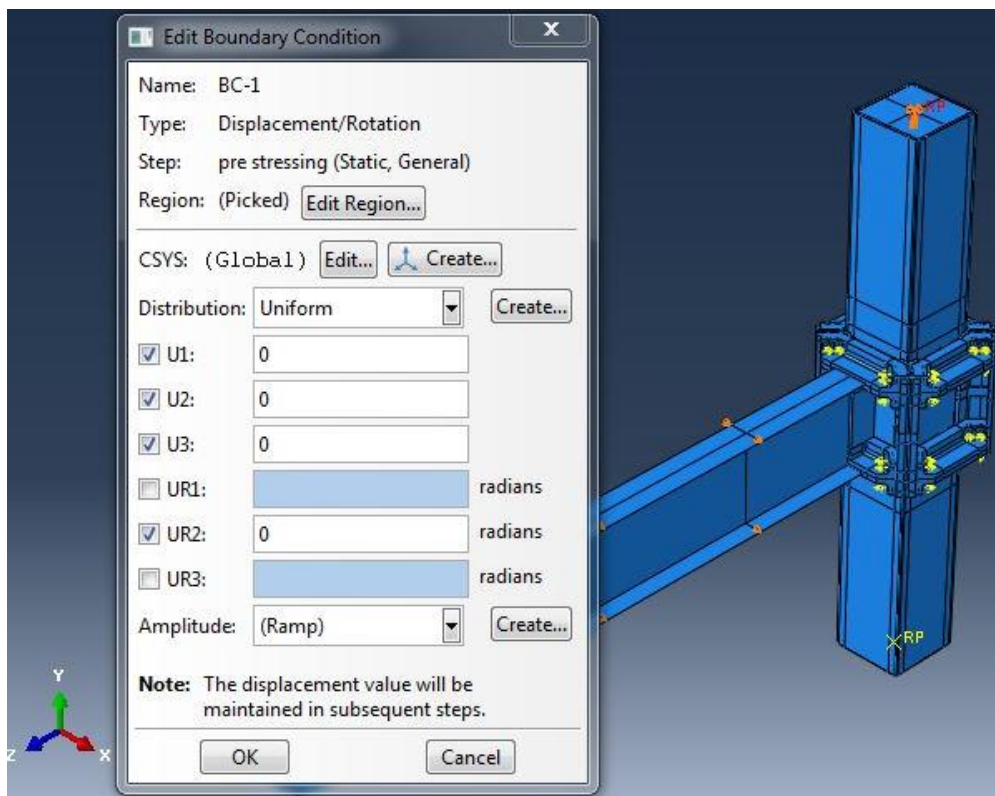 Edit Boundary Condition
x
Name: BC-1
Type: Displacement/Rotation
Step: pre stressing (Static, General)
Region: (Picked) Edit Region...
CSYS: (Global) Edit... Create...
Distribution: Uniform Create...
U1: 0
U2: 0
U3: 0
UR1: radians
UR2: 0 radians
UR3: radians
Amplitude: (Ramp) Create...
Note: The displacement value will be
maintained in subsequent steps.
OK Cancel
RP
RP
Y
Z
X